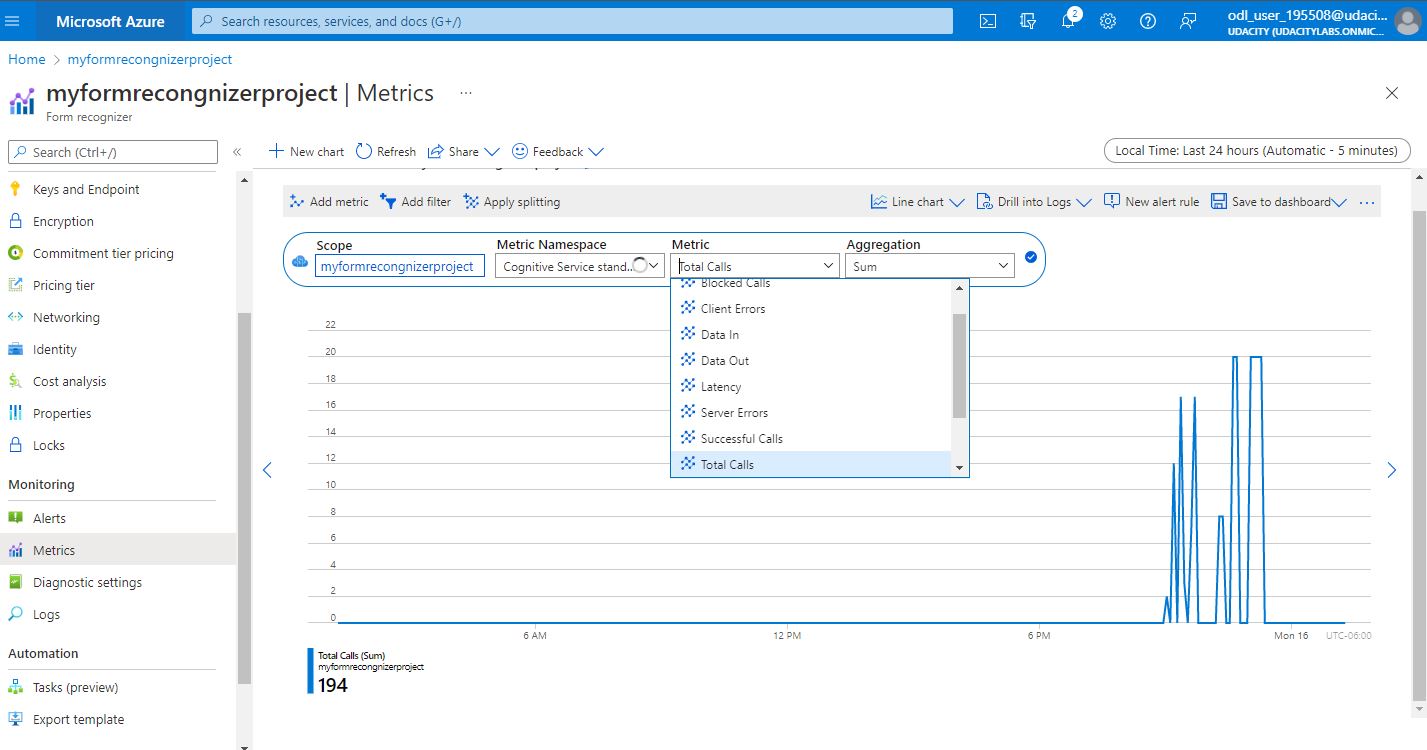 Microsoft Azure
Search resources, services, and docs (G+/)
2
odl_user_195508@udaci...
UDACITY (UDACITYLABS.ONMIC...
Home > myformrecongnizerproject
myformrecongnizerproject | Metrics ...
Form recognizer
Search (Ctrl+/)
«
New chart
Refresh
Share
Feedback
Local Time: Last 24 hours (Automatic - 5 minutes)
Keys and Endpoint
Encryption
Commitment tier pricing
Pricing tier
Networking
Identity
Cost analysis
Properties
Locks
Monitoring
Alerts
Metrics
Diagnostic settings
Logs
Automation
Tasks (preview)
Export template
Add metric
Add filter
Apply splitting
Line chart
Drill into Logs
New alert rule
Save to dashboard
...
Scope
myformrecongnizerproject
Metric Namespace
Cognitive Service stand...
Metric
Total Calls
Aggregation
Sum
Blocked Calls
Client Errors
Data In
Data Out
Latency
Server Errors
Successful Calls
Total Calls
22
20
18
16
14
12
10
8
6
4
2
0
6 AM
12 PM
6 PM
Mon 16
UTC-06:00
Total Calls (Sum)
myformrecongnizerproject
194